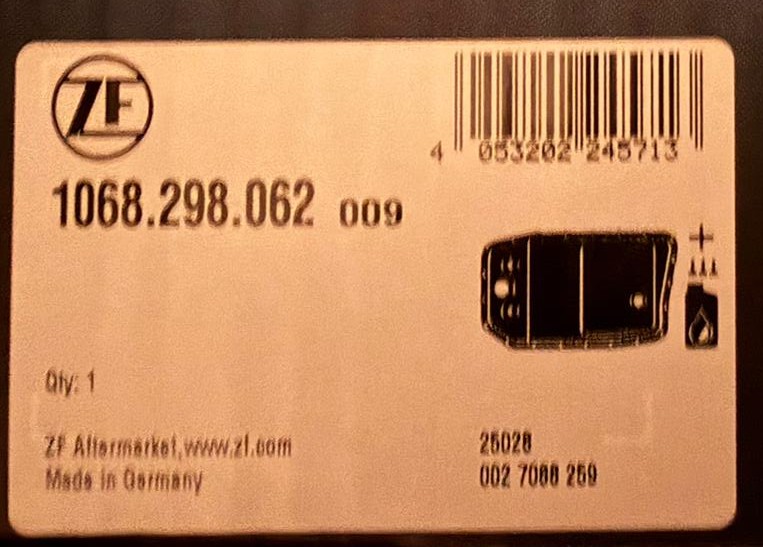 ZF
4 053202 245713
1068.298.062 009
Qty: 1
ZF Aftermarket, www.zf.com
Made in Germany
25028
002 7088 259